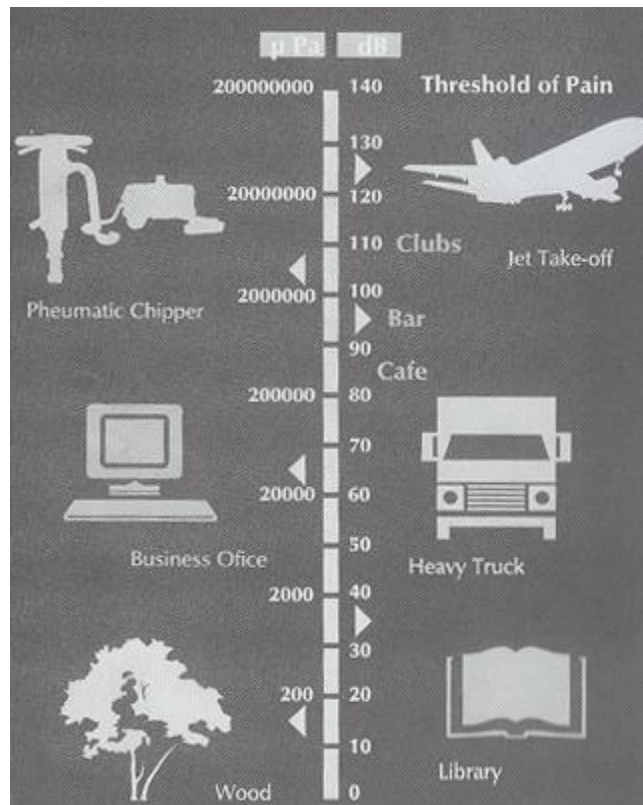 µ Pa dB
200000000 140 Threshold of Pain
130
20000000 120
110 Clubs
Jet Take-off
2000000 100
Pheumatic Chipper
Bar
90
Cafe
200000 80
70
20000 60
50
Business Ofice
Heavy Truck
2000 40
30
200 20
10
Library
Wood 0